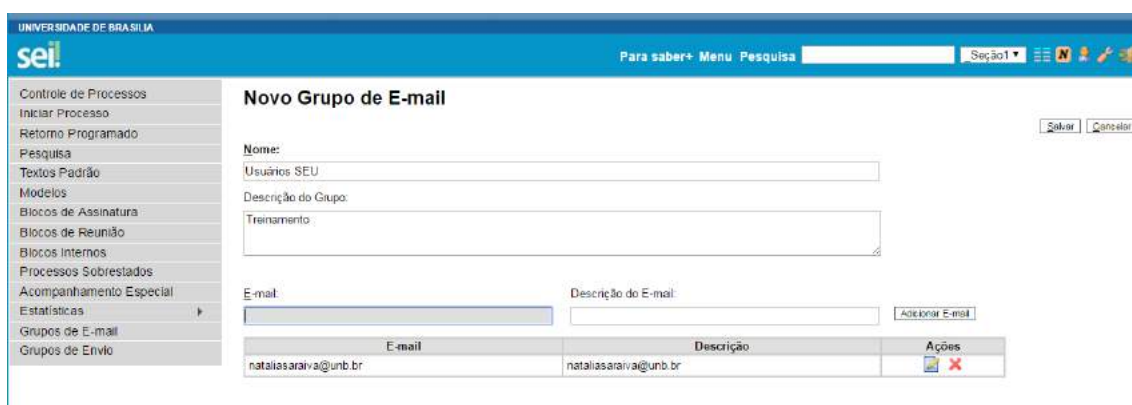 UNIVERSIDADE DE BRASILIA
sei!
Para saber+ Menu Pesquisa
_Seção1
N
Controle de Processos
Iniciar Processo
Retorno Programado
Pesquisa
Textos Padrão
Modelos
Blocos de Assinatura
Blocos de Reunião
Blocos Internos
Processos Sobrestados
Acompanhamento Especial
Estatísticas
Grupos de E-mail
Grupos de Envio
Novo Grupo de E-mail
Salvar Cancelar
Nome:
Usuários SEU
Descrição do Grupo:
Treinamento
E-mail: Descrição do E-mail:
Adicionar E-mail
E-mail Descrição Ações
nataliasaraiva@unb.br nataliasaraiva@unb.br